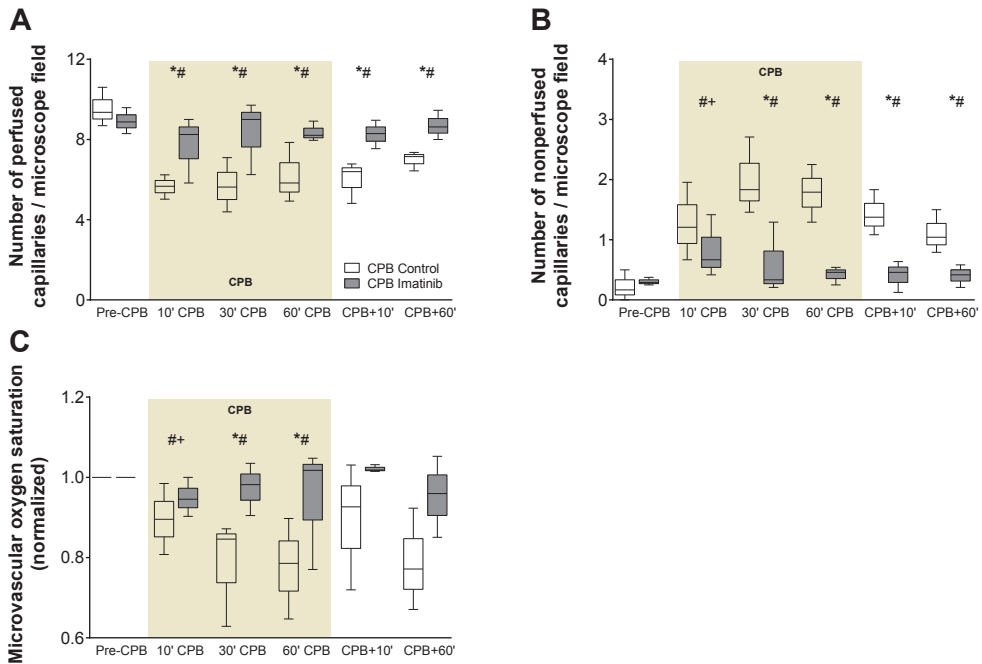 A
Number of perfused
capillaries / microscope field
12
8
4
0
*# *# *# *# *#
CPB
CPB Control
CPB Imatinib
Pre-CPB 10' CPB 30' CPB 60' CPB CPB+10' CPB+60'
B
Number of nonperfused
capillaries / microscope field
4
3
2
1
0
CPB
#+ *# *# *# *#
Pre-CPB 10' CPB 30' CPB 60' CPB CPB+10' CPB+60'
C
Microvascular oxygen saturation
(normalized)
1.2
1.0
0.8
0.6
CPB
#+ *# *#
Pre-CPB 10' CPB 30' CPB 60' CPB CPB+10' CPB+60'